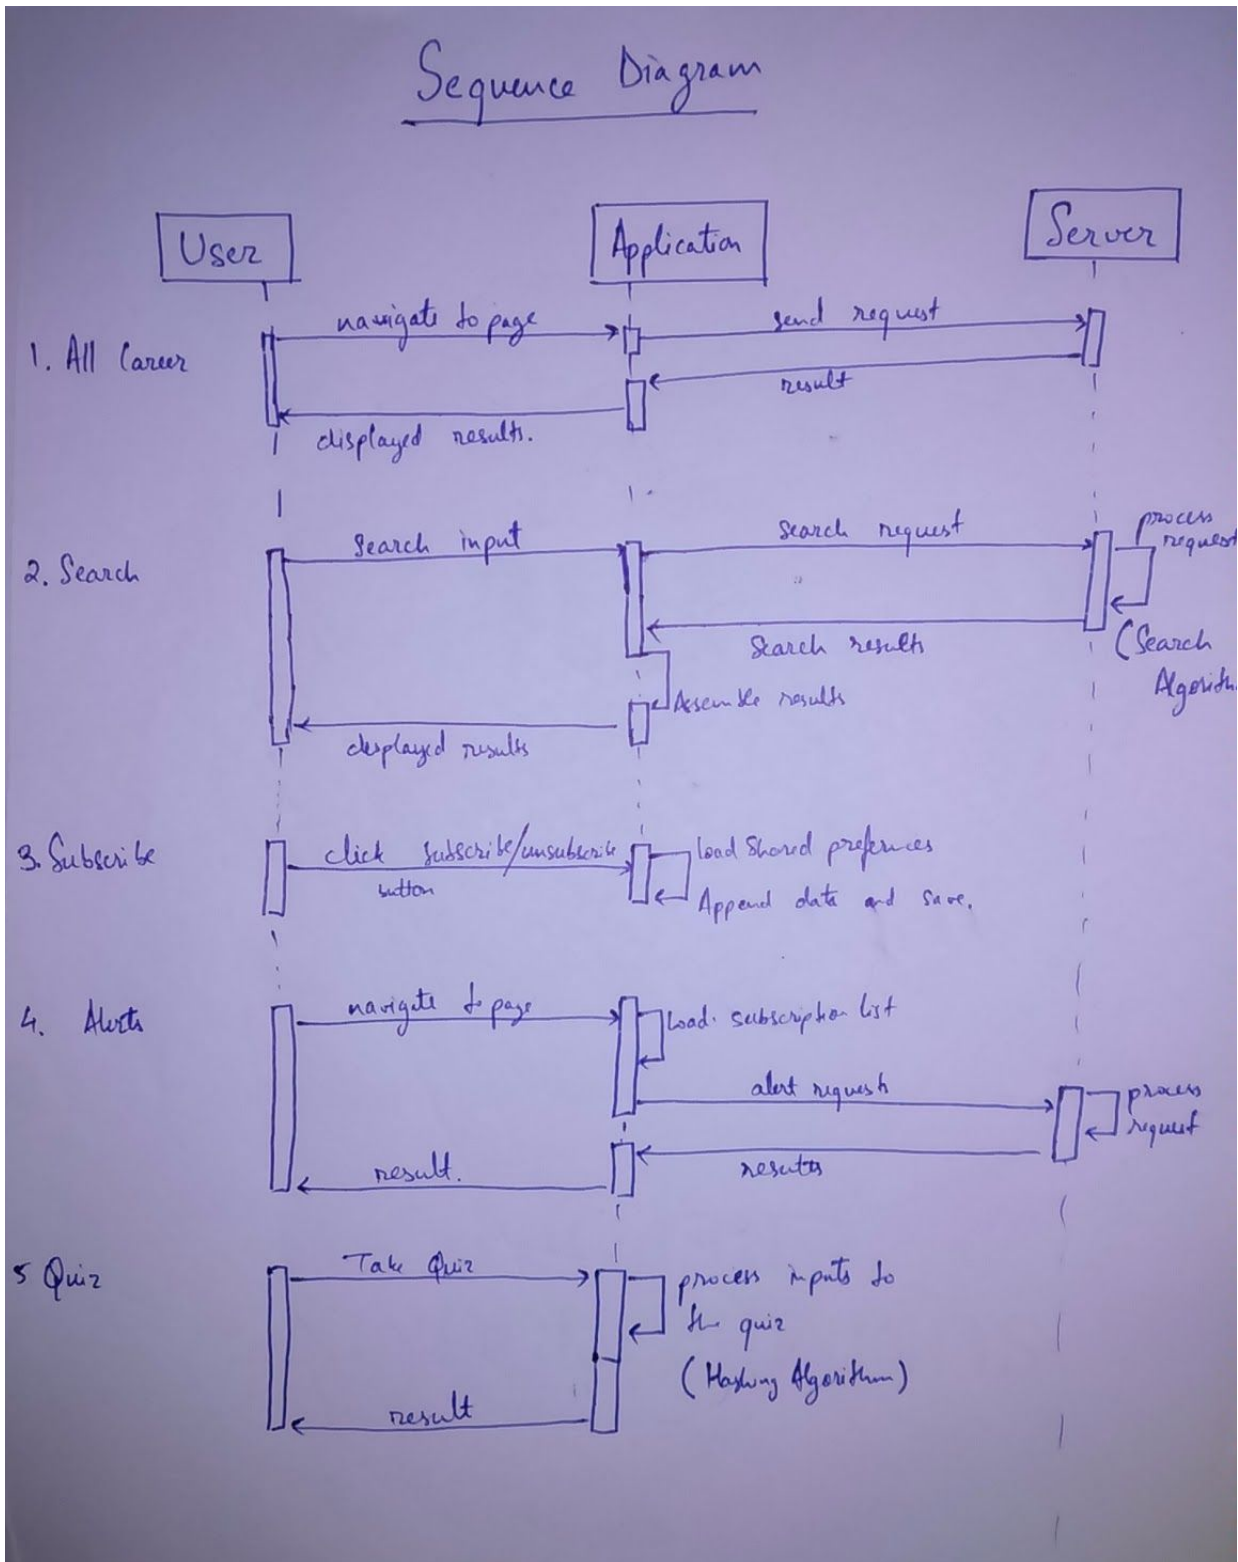 Sequence Diagram
User
Application
Server
1. All Career
navigate to page
send request
result
displayed results.
2. Search
Search input
Search request
process
request
Search results
(Search
Algorith
Assemble results
displayed results
3. Subscribe
click subscribe/unsubscribe
button
load Shared prefernces
Append data and save.
4. Alerts
navigate to page
Load subscription list
alert request
process
request
results
result.
5 Quiz
Take Quiz
process inputs to
the quiz
(Hashing Algorithm)
result